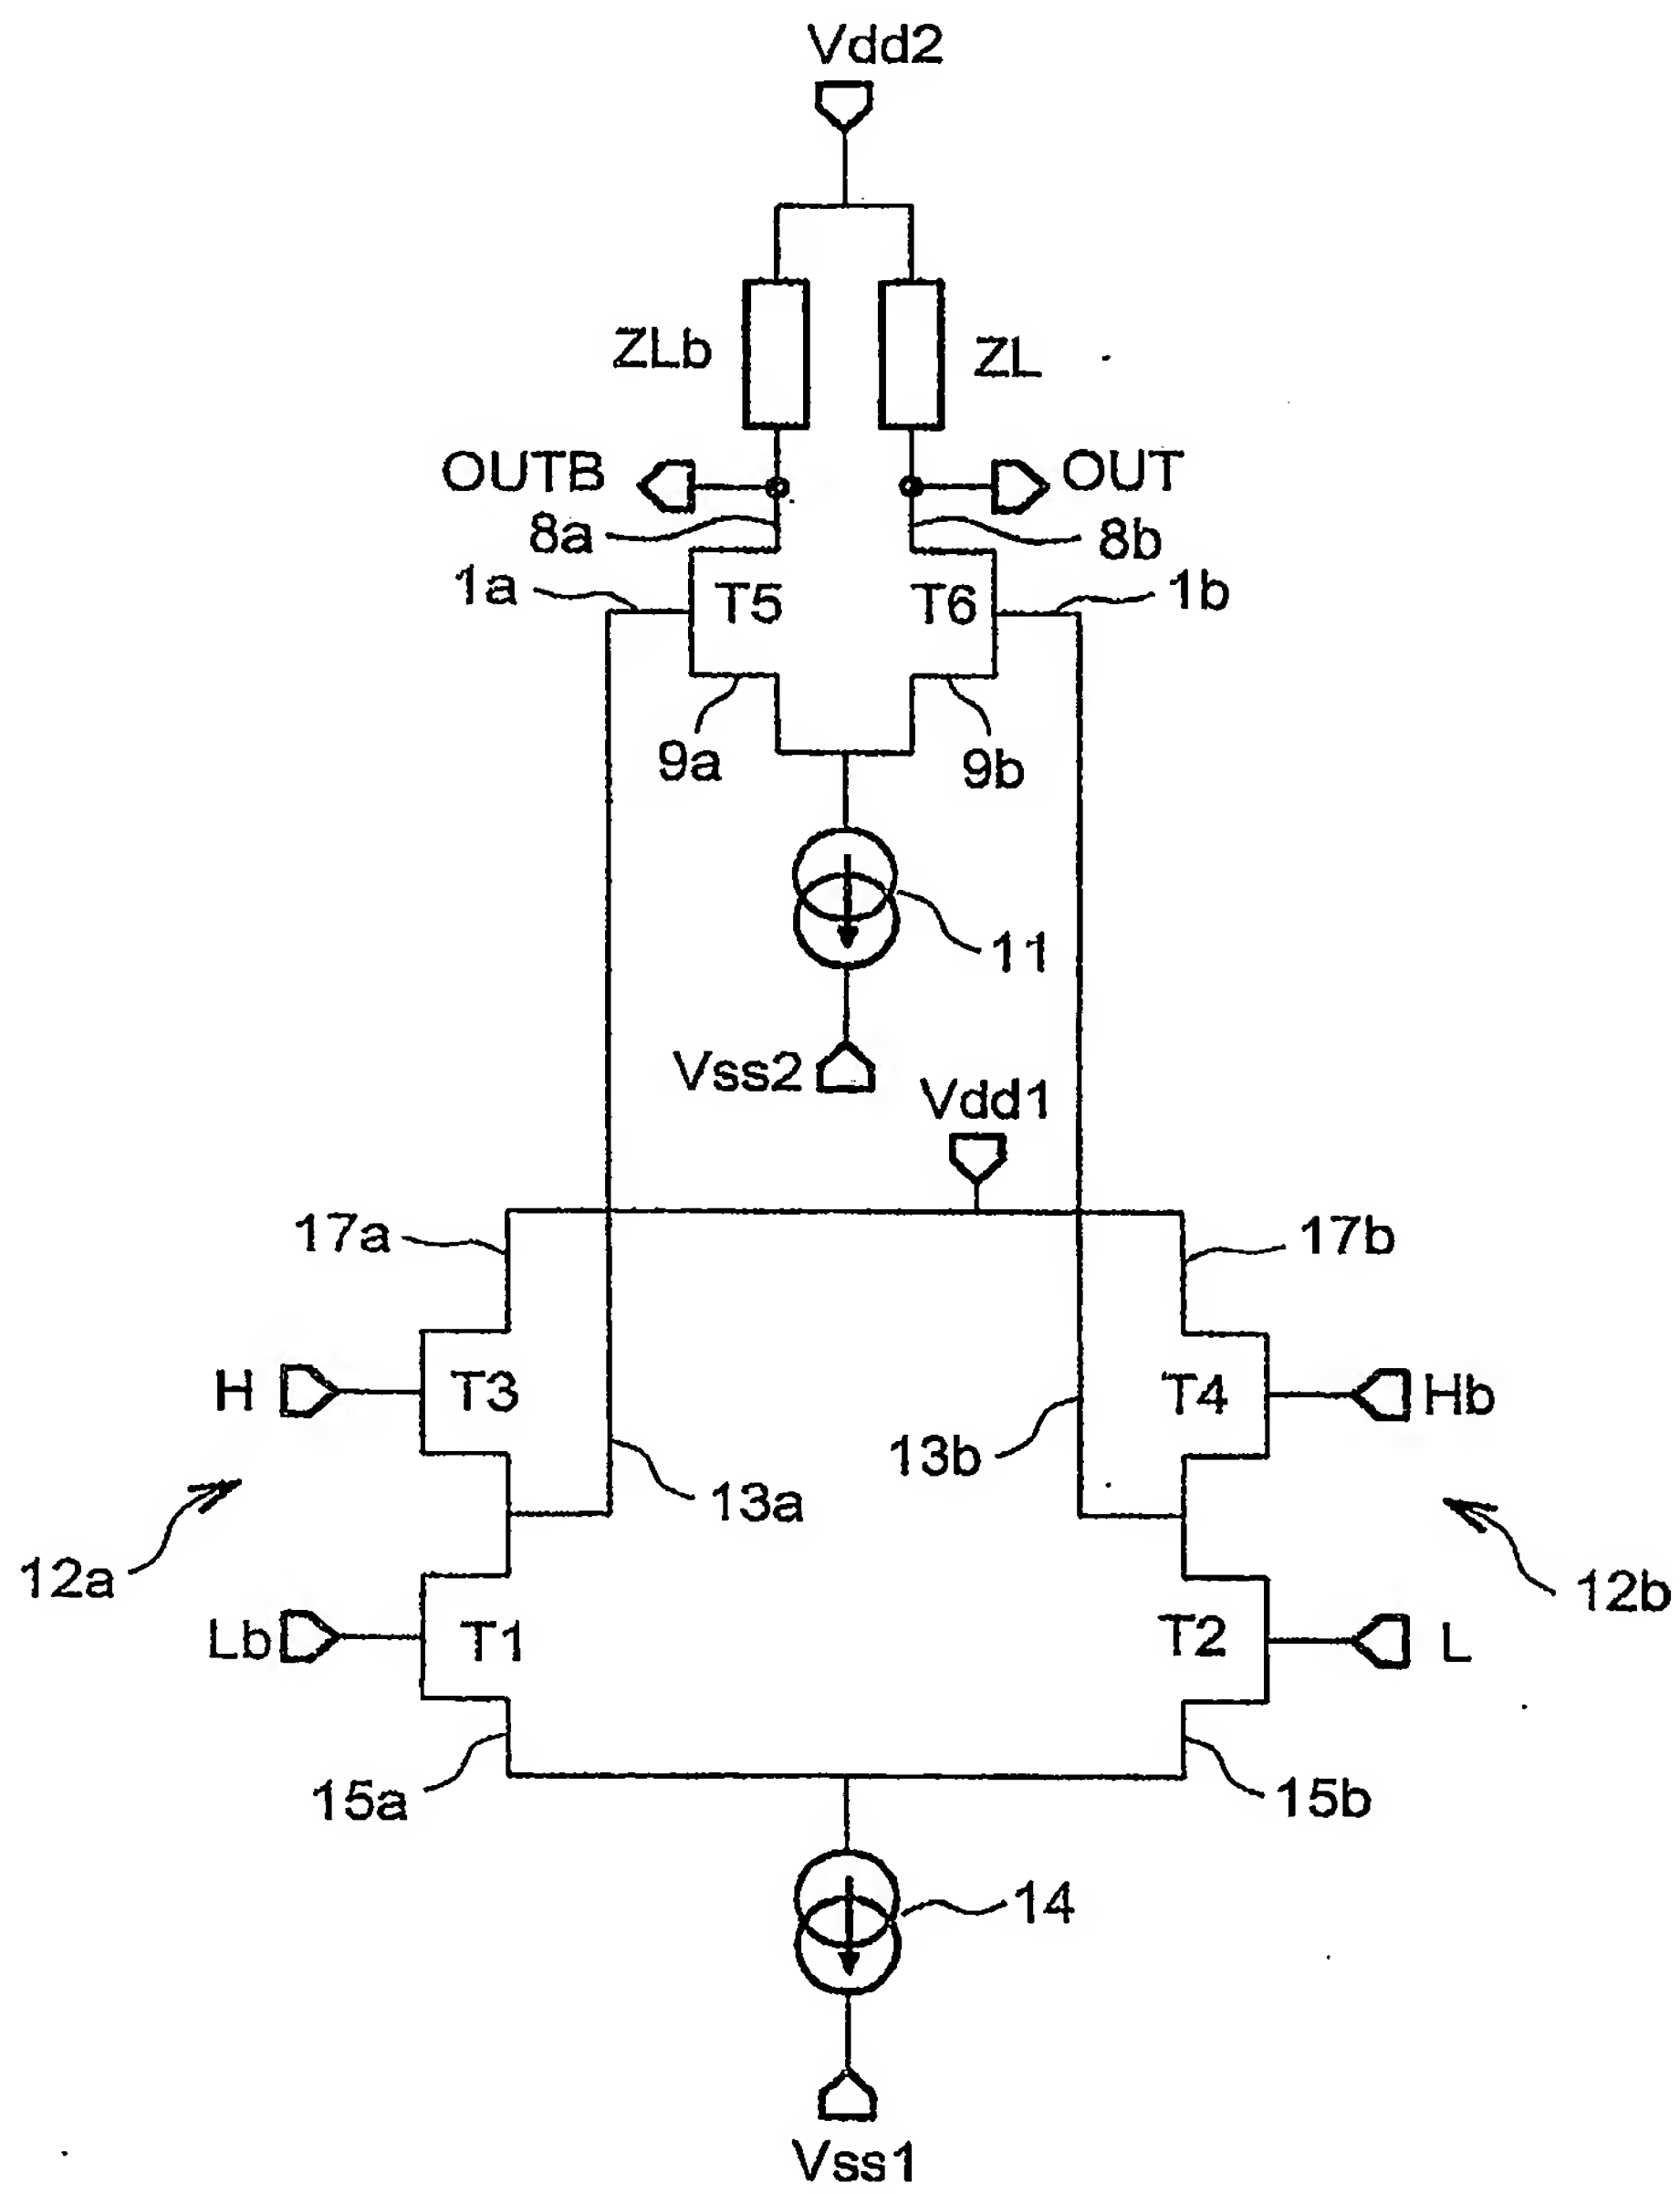 Vdd2
ZLb
ZL
OUTB
OUT
8a
8b
1a
T5
T6
1b
9a
9b
11
Vss2
Vdd1
17a
17b
H
T3
T4
Hb
13b
13a
12a
12b
Lb
T1
T2
L
15a
15b
14
Vss1